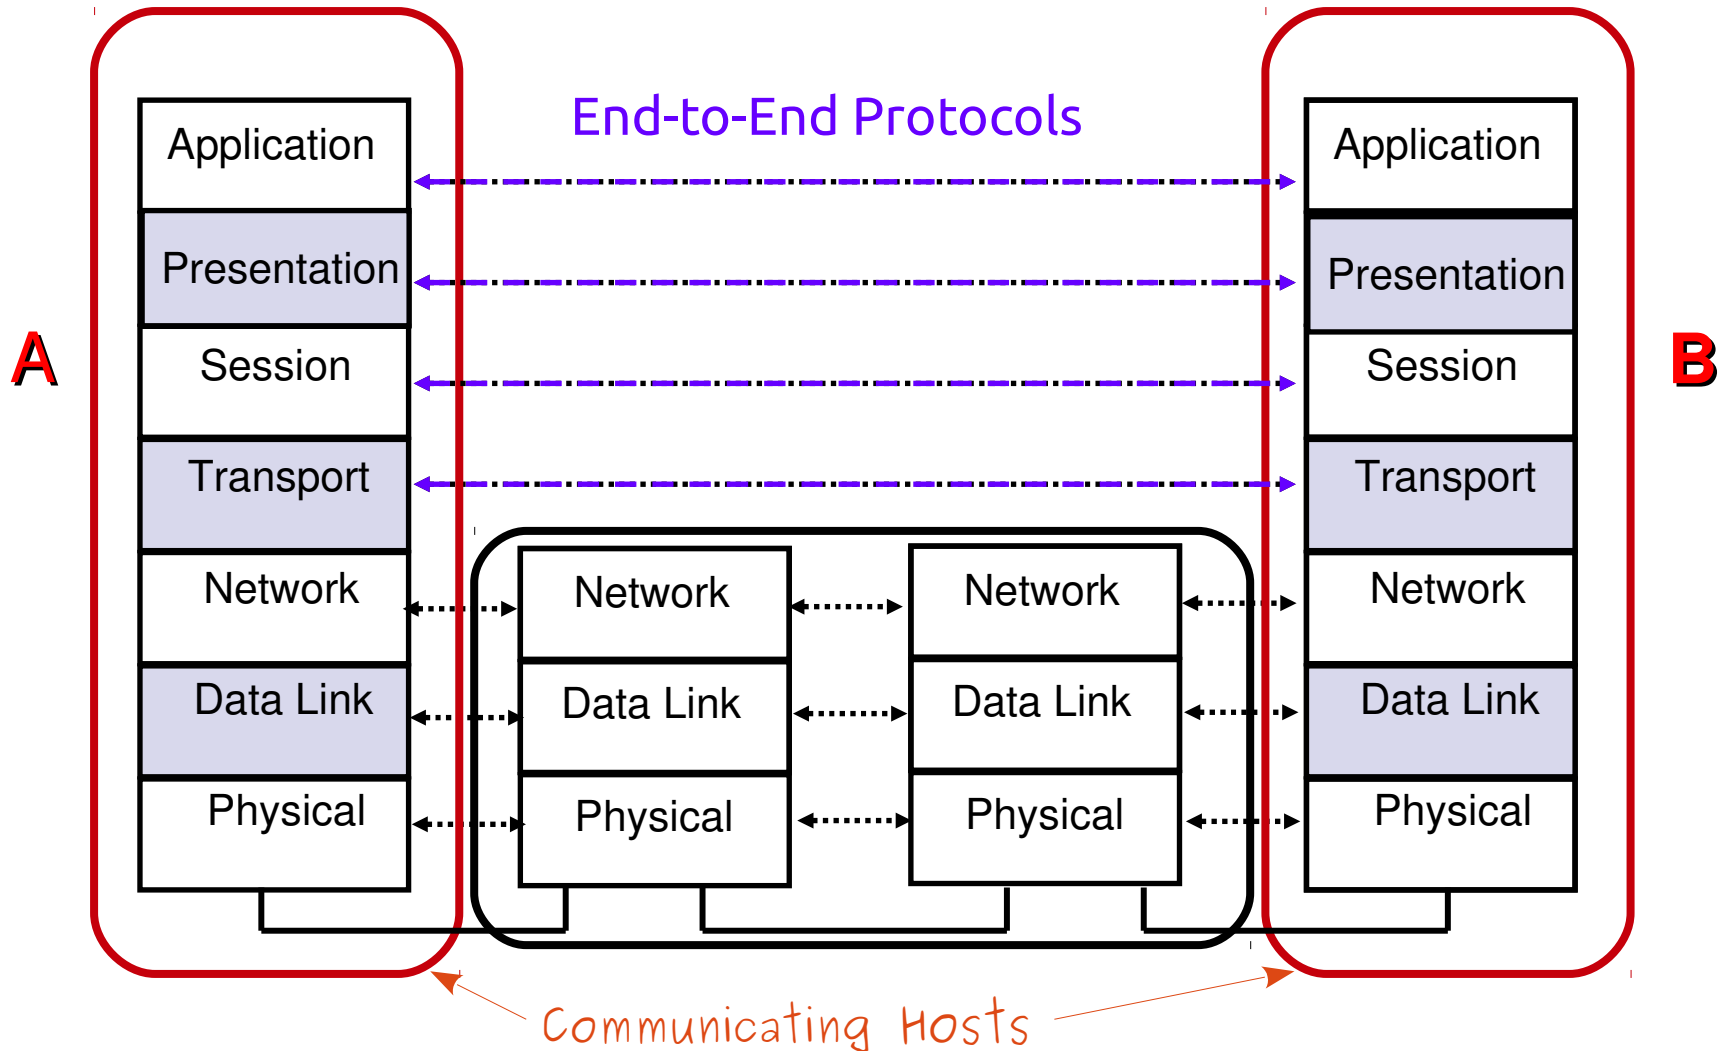 End-to-End Protocols
A
Application
Presentation
Session
Transport
Network
Data Link
Physical
Network
Data Link
Physical
Network
Data Link
Physical
Application
Presentation
Session
Transport
Network
Data Link
Physical
B
Communicating Hosts